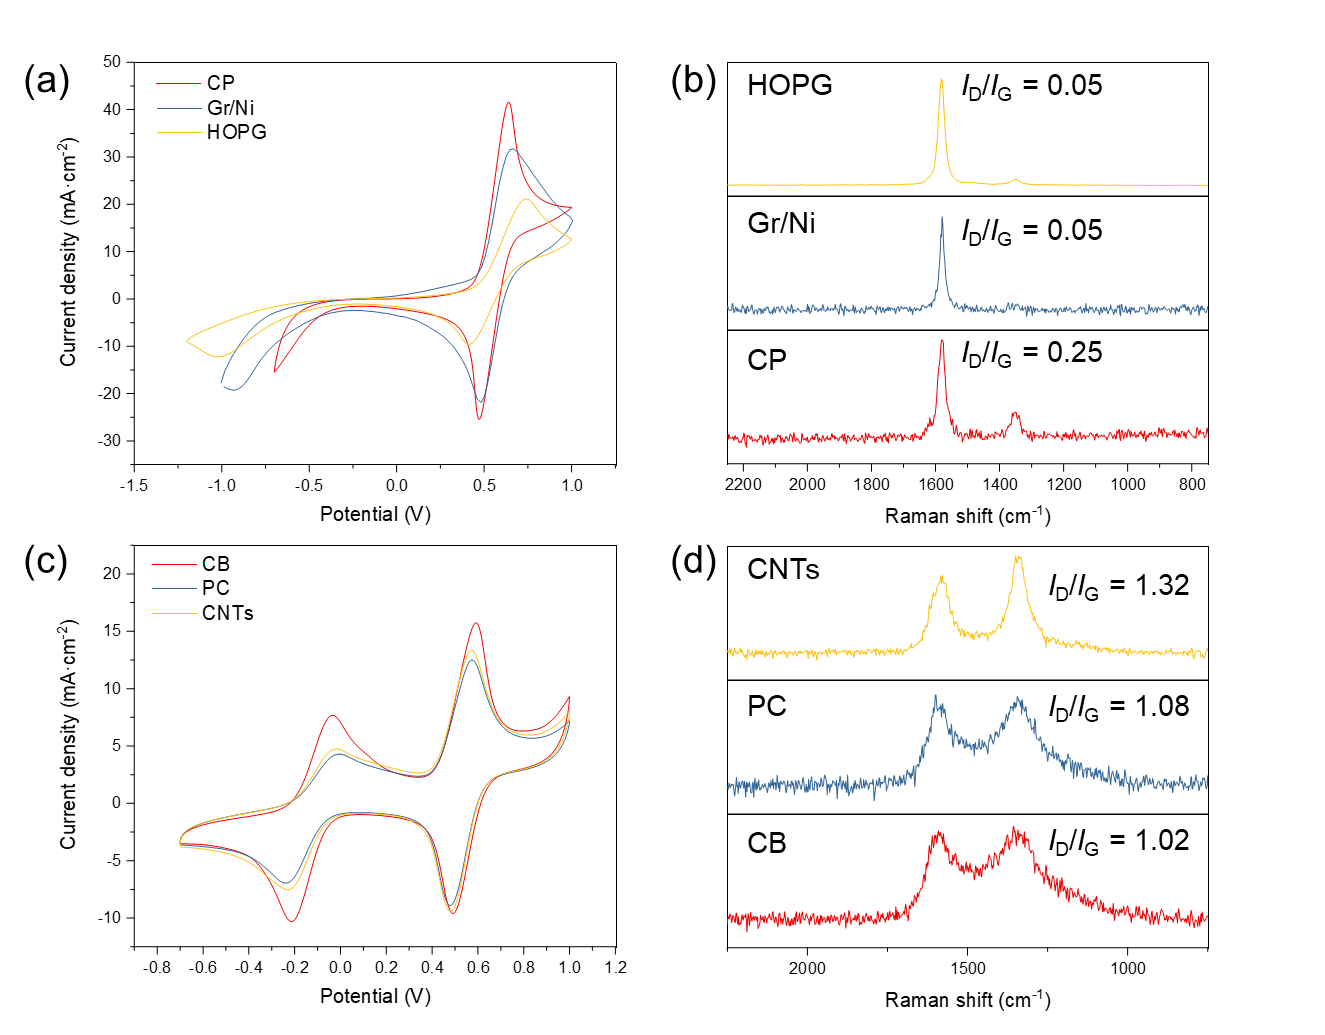 (a)
50
40
30
20
10
0
-10
-20
-30
Current density (mA·cm-2)
CP
Gr/Ni
HOPG
-1.5 -1.0 -0.5 0.0 0.5 1.0
Potential (V)
(b)
HOPG ID/IG = 0.05
Gr/Ni ID/IG = 0.05
CP ID/IG = 0.25
2200 2000 1800 1600 1400 1200 1000 800
Raman shift (cm-1)
(c)
20
15
10
5
0
-5
-10
Current density (mA·cm-2)
CB
PC
CNTs
-0.8 -0.6 -0.4 -0.2 0.0 0.2 0.4 0.6 0.8 1.0 1.2
Potential (V)
(d)
CNTs ID/IG = 1.32
PC ID/IG = 1.08
CB ID/IG = 1.02
2000 1500 1000
Raman shift (cm-1)